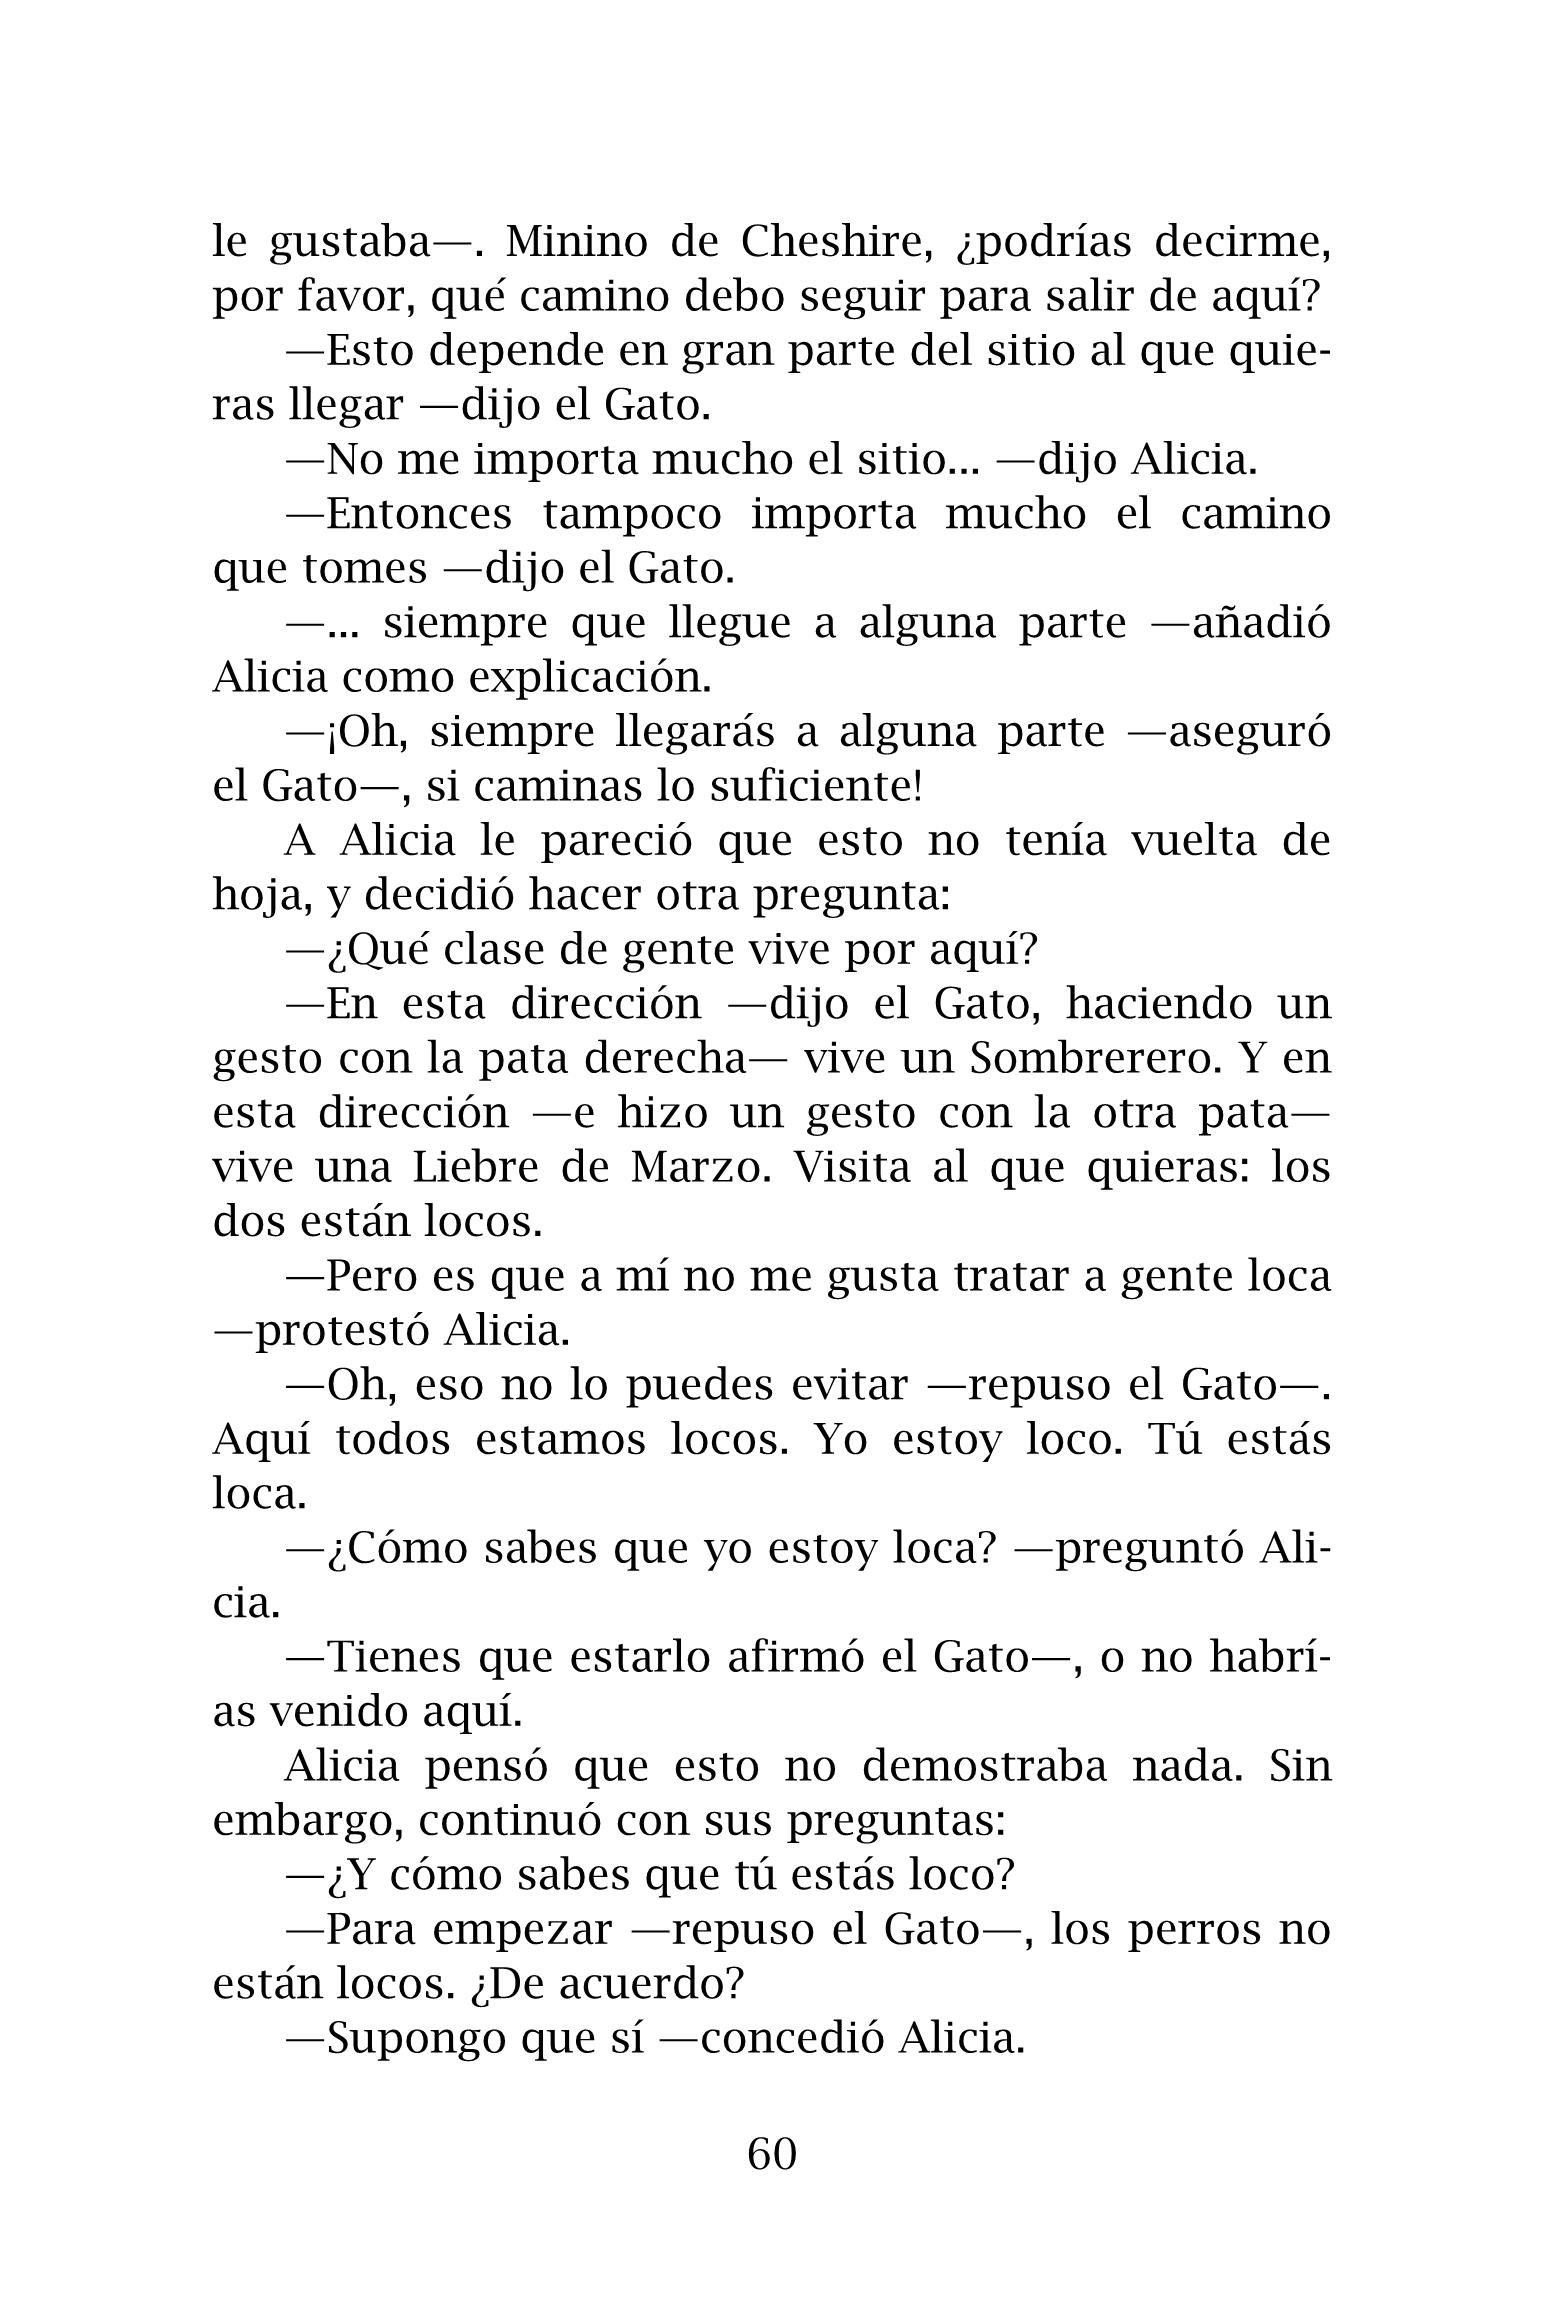 le gustaba—. Minino de Cheshire, ¿podrías decirme,
por favor, qué camino debo seguir para salir de aquí?
—Esto depende en gran parte del sitio al que quie-
ras llegar —dijo el Gato.
—No me importa mucho el sitio... —dijo Alicia.
—Entonces tampoco importa mucho el camino
que tomes —dijo el Gato.
—... siempre que llegue a alguna parte —añadió
Alicia como explicación.
—¡Oh, siempre llegarás a alguna parte —aseguró
el Gato—, si caminas lo suficiente!
A Alicia le pareció que esto no tenía vuelta de
hoja, y decidió hacer otra pregunta:
—¿Qué clase de gente vive por aquí?
—En esta dirección —dijo el Gato, haciendo un
gesto con la pata derecha— vive un Sombrerero. Y en
esta dirección —e hizo un gesto con la otra pata—
vive una Liebre de Marzo. Visita al que quieras: los
dos están locos.
—Pero es que a mí no me gusta tratar a gente loca
—protestó Alicia.
—Oh, eso no lo puedes evitar —repuso el Gato—.
Aquí todos estamos locos. Yo estoy loco. Tú estás
loca.
—¿Cómo sabes que yo estoy loca? —preguntó Ali-
cia.
—Tienes que estarlo afirmó el Gato—, o no habrí-
as venido aquí.
Alicia pensó que esto no demostraba nada. Sin
embargo, continuó con sus preguntas:
—¿Y cómo sabes que tú estás loco?
—Para empezar —repuso el Gato—, los perros no
están locos. ¿De acuerdo?
—Supongo que sí —concedió Alicia.
60